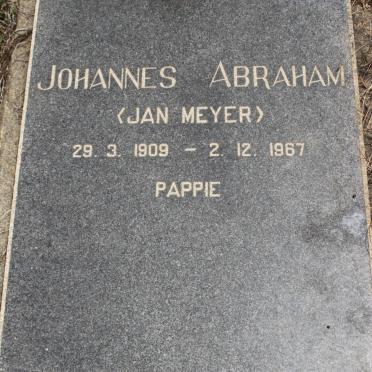 JOHANNES ABRAHAM
(JAN MEYER)
29. 3. 1909 – 2. 12. 1967
PAPPIE